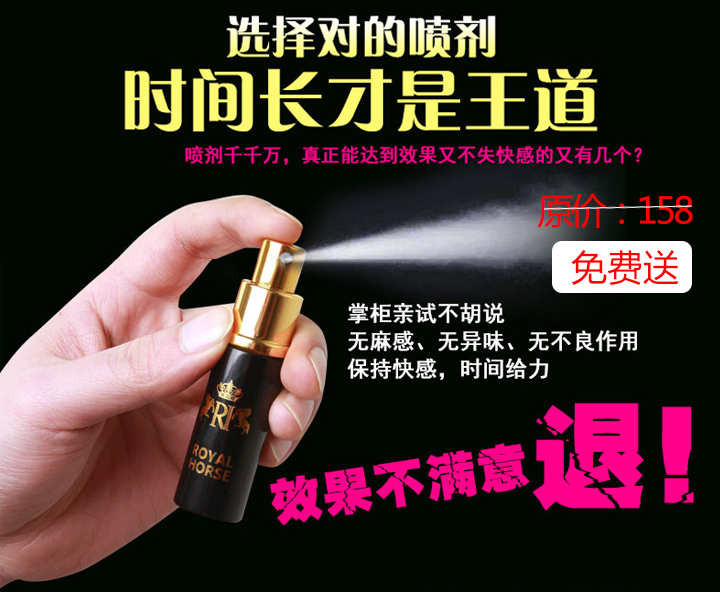 选择对的喷剂
时间长才是王道
喷剂千千万，真正能达到效果又不失快感的又有几个？
原价：158
免费送
掌柜亲试不胡说
无麻感、无异味、无不良作用
保持快感，时间给力
RH
ROYAL
HORSE
效果不满意退！